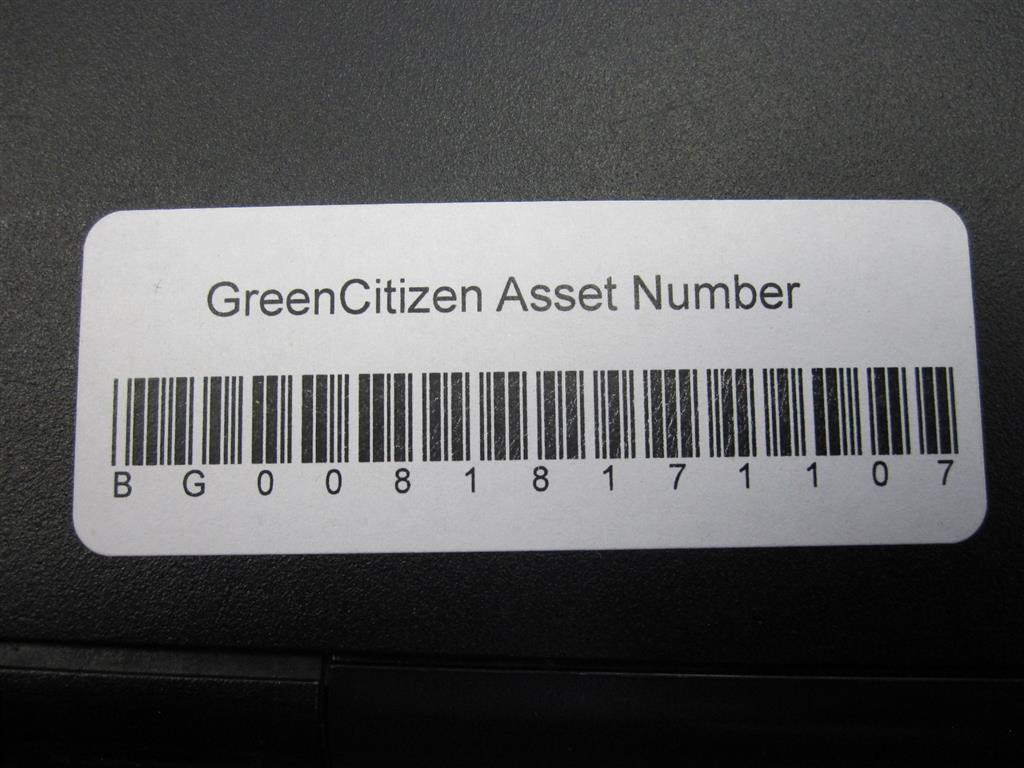 GreenCitizen Asset Number
B G 0 0 8 1 8 1 7 1 1 0 7